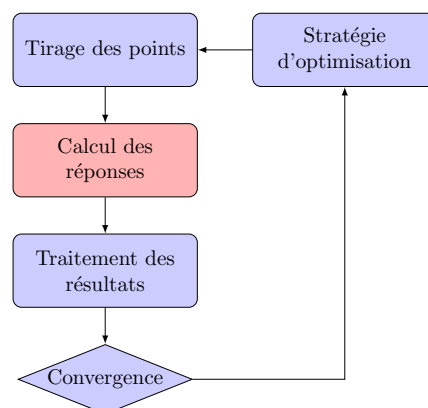 Tirage des points
Stratégie
d'optimisation
Calcul des
réponses
Traitement des
résultats
Convergence